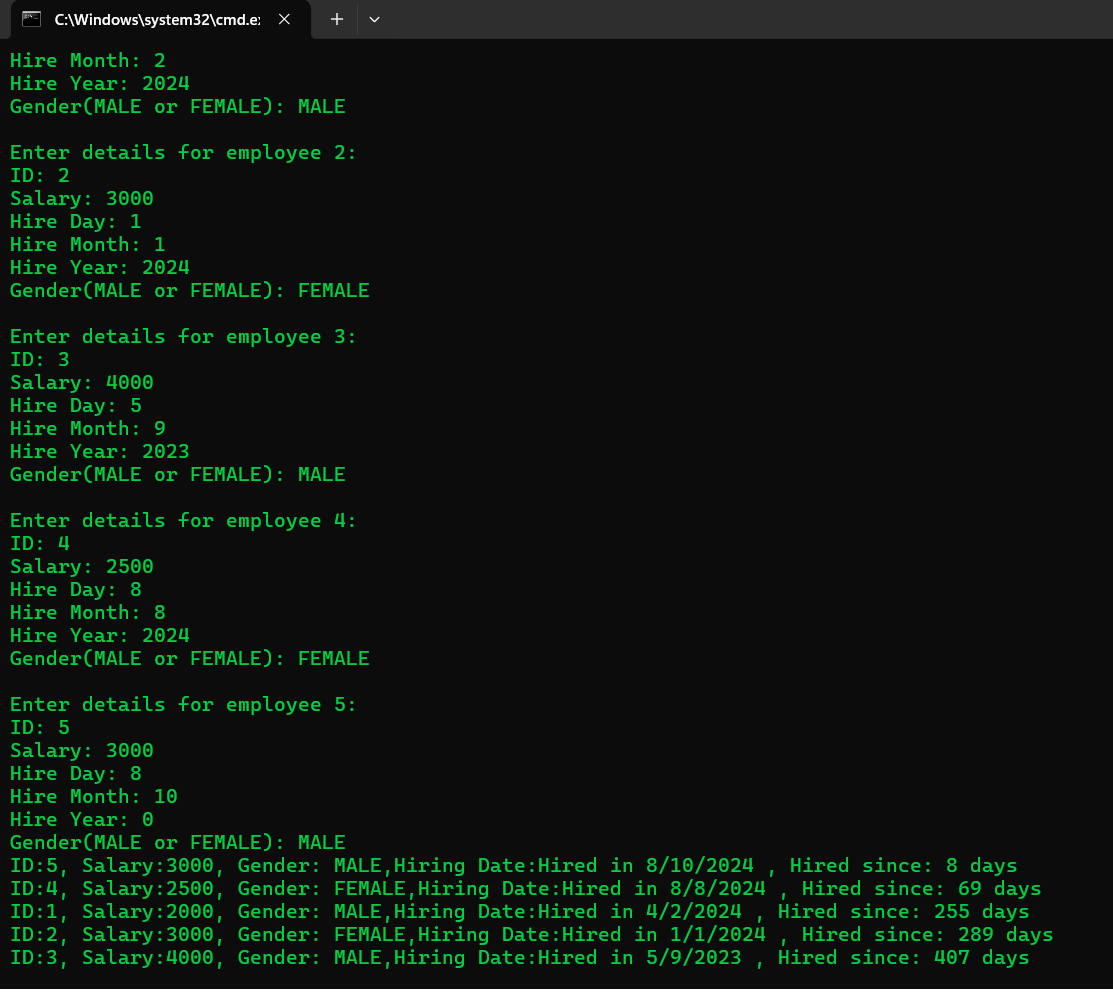 C:\Windows\system32\cmd.e
Hire Month: 2
Hire Year: 2024
Gender(MALE or FEMALE): MALE
Enter details for employee 2:
ID: 2
Salary: 3000
Hire Day: 1
Hire Month: 1
Hire Year: 2024
Gender(MALE or FEMALE): FEMALE
Enter details for employee 3:
ID: 3
Salary: 4000
Hire Day: 5
Hire Month: 9
Hire Year: 2023
Gender(MALE or FEMALE): MALE
Enter details for employee 4:
ID: 4
Salary: 2500
Hire Day: 8
Hire Month: 8
Hire Year: 2024
Gender(MALE or FEMALE): FEMALE
Enter details for employee 5:
ID: 5
Salary: 3000
Hire Day: 8
Hire Month: 10
Hire Year: 0
Gender(MALE or FEMALE): MALE
ID:5, Salary:3000, Gender: MALE,Hiring Date:Hired in 8/10/2024 , Hired since: 8 days
ID:4, Salary:2500, Gender: FEMALE,Hiring Date:Hired in 8/8/2024 , Hired since: 69 days
ID:1, Salary:2000, Gender: MALE,Hiring Date:Hired in 4/2/2024 , Hired since: 255 days
ID:2, Salary:3000, Gender: FEMALE,Hiring Date:Hired in 1/1/2024 , Hired since: 289 days
ID:3, Salary:4000, Gender: MALE,Hiring Date:Hired in 5/9/2023 , Hired since: 407 days